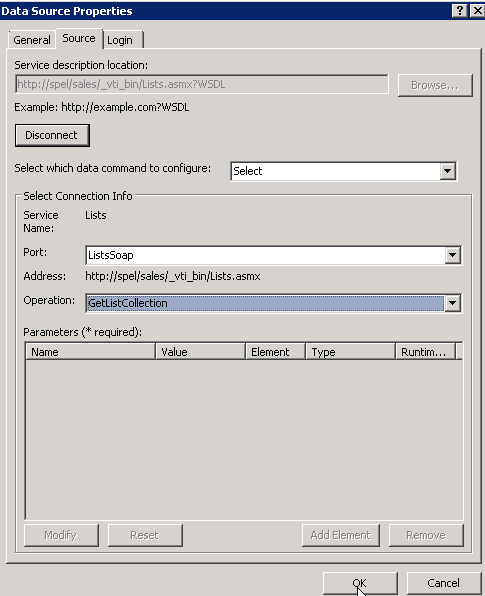 Data Source Properties
General Source Login
Service description location:
http://spel/sales/_vti_bin/Lists.asmx?WSDL Browse...
Example: http://example.com?WSDL
Disconnect
Select which data command to configure: Select
Select Connection Info
Service Name: Lists
Port: ListsSoap
Address: http://spel/sales/_vti_bin/Lists.asmx
Operation: GetListCollection
Parameters (* required):
Name Value Element Type Runtim...
Modify Reset Add Element Remove
OK Cancel